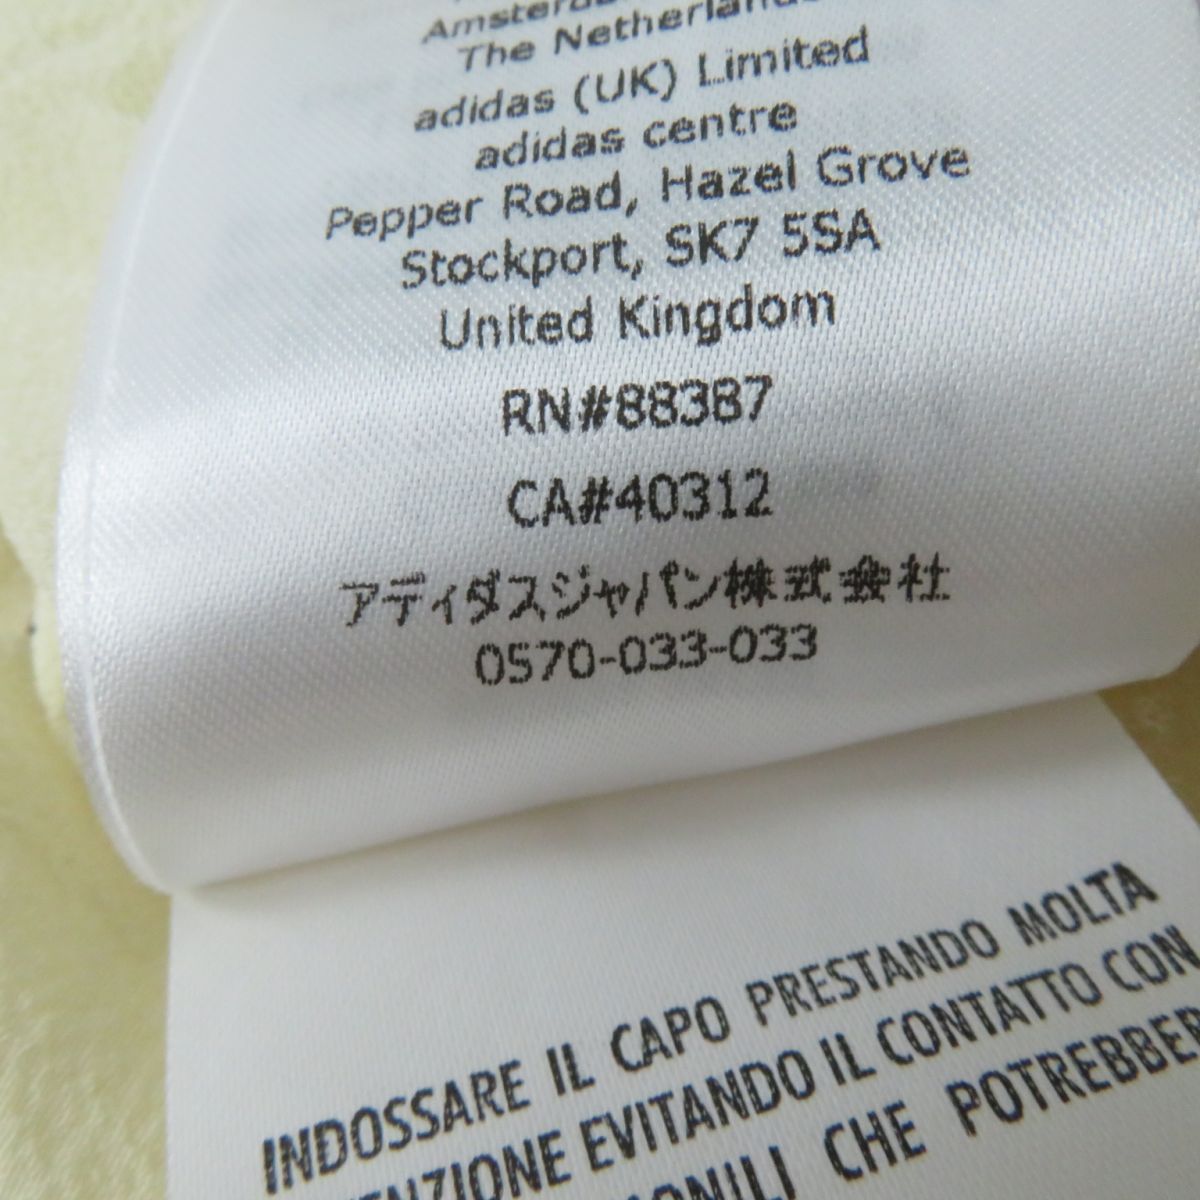 The Netherlands
adidas (UK) Limited
adidas centre
Pepper Road, Hazel Grove
Stockport, SK7 5SA
United Kingdom
RN#88387
CA#40312
アディダスジャパン株式会社
0570-033-033
INDOSSARE IL CAPO PRESTANDO MOLTA
EVITANDO IL CONTATTO CON
CHE